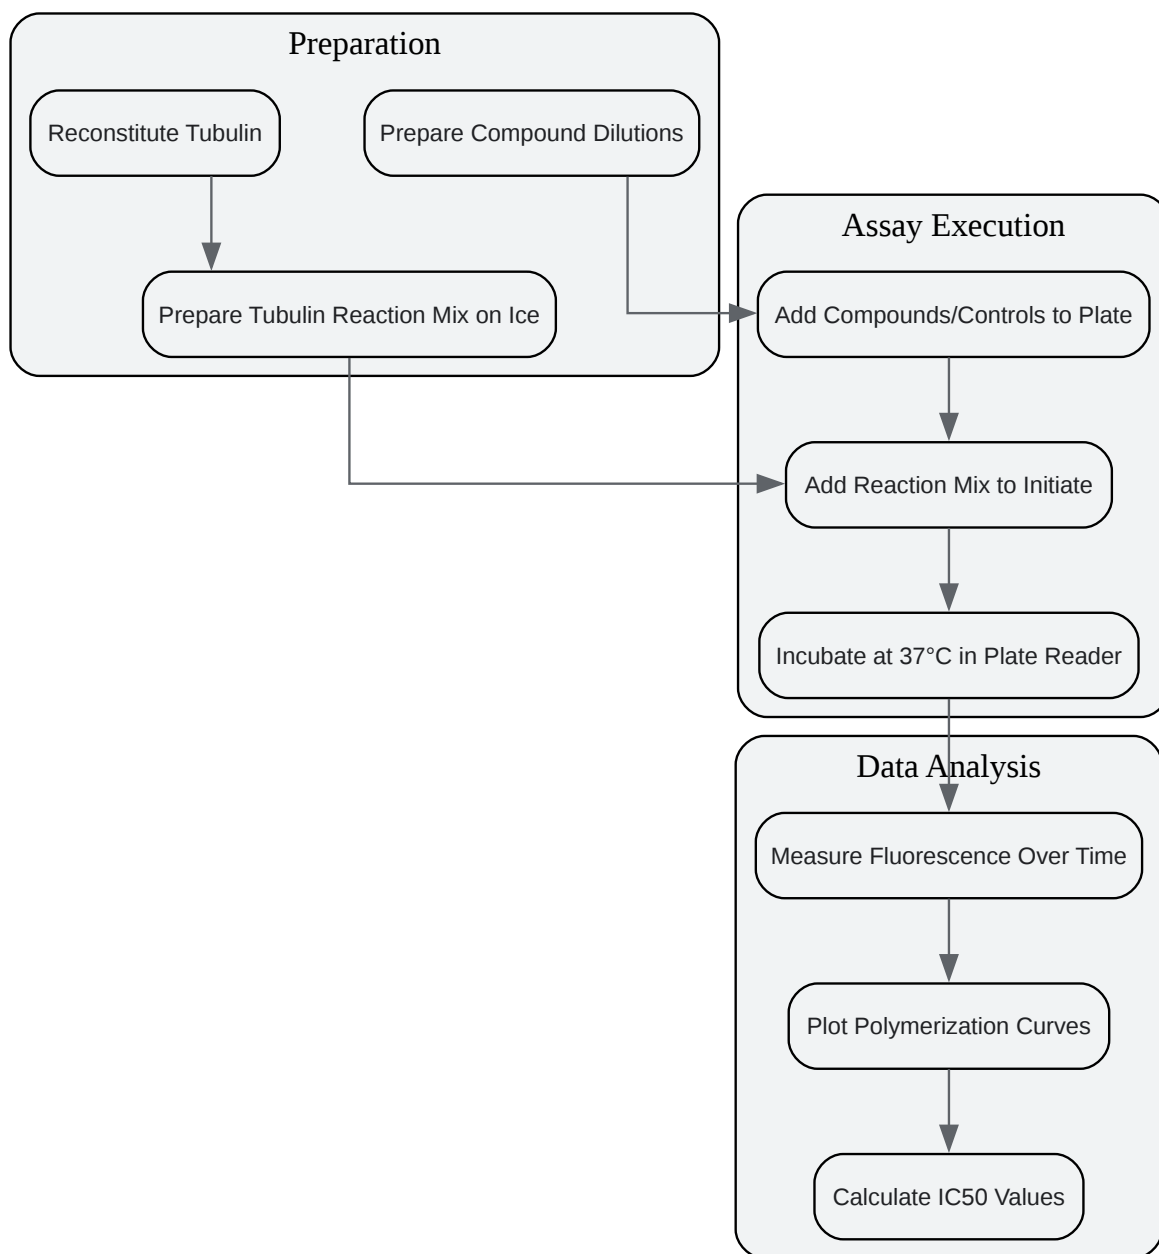 Preparation
Reconstitute Tubulin
Prepare Compound Dilutions
Prepare Tubulin Reaction Mix on Ice
Assay Execution
Add Compounds/Controls to Plate
Add Reaction Mix to Initiate
Incubate at 37°C in Plate Reader
Data Analysis
Measure Fluorescence Over Time
Plot Polymerization Curves
Calculate IC50 Values